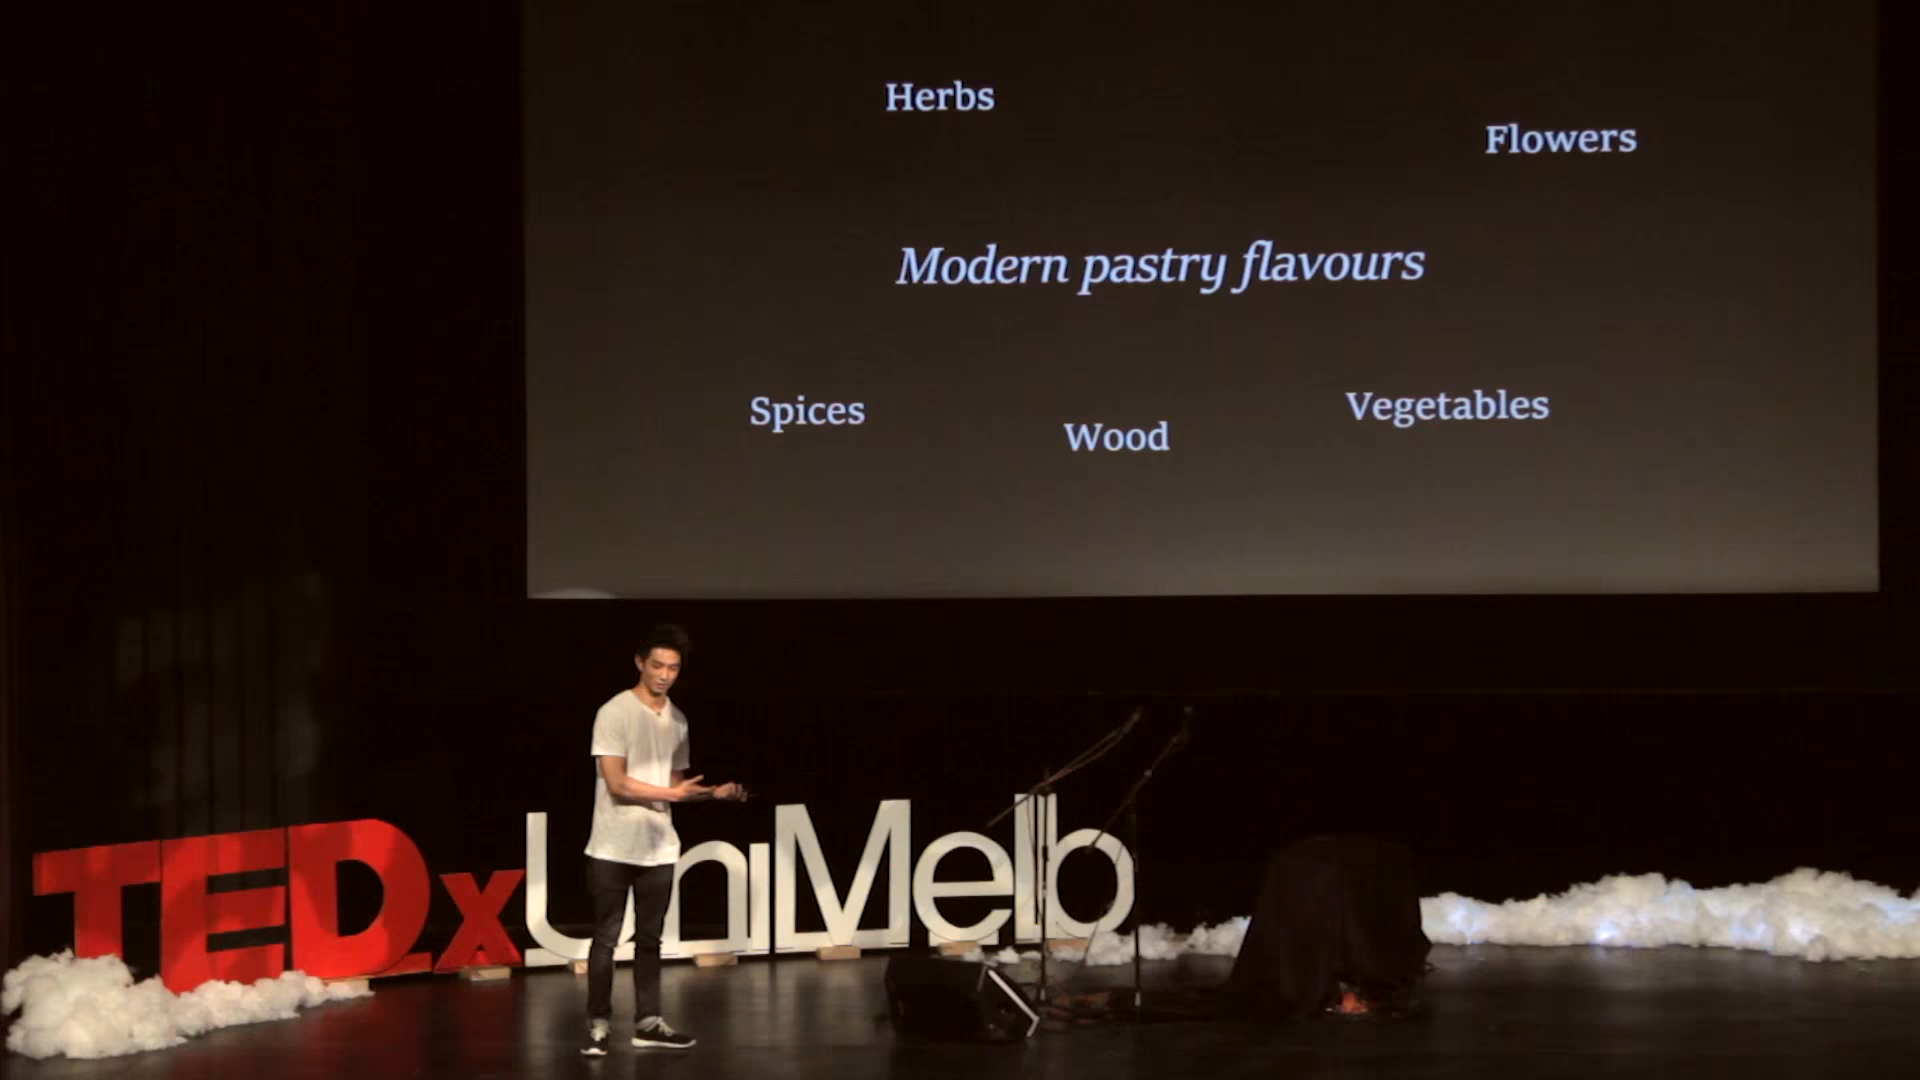 Herbs
Flowers
Modern pastry flavours
Spices
Wood
Vegetables
TEDxUniMelb